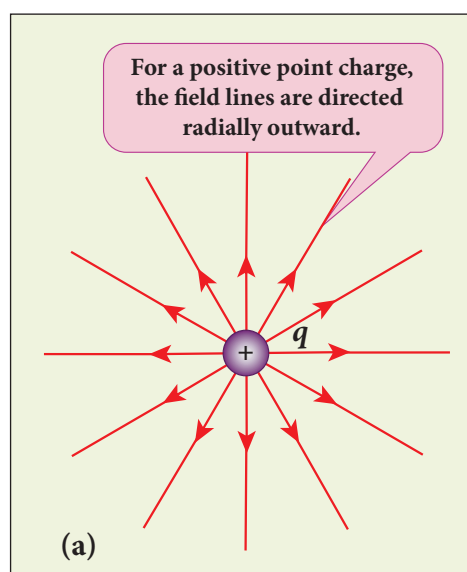 For a positive point charge,
the field lines are directed
radially outward.
q
+
(a)